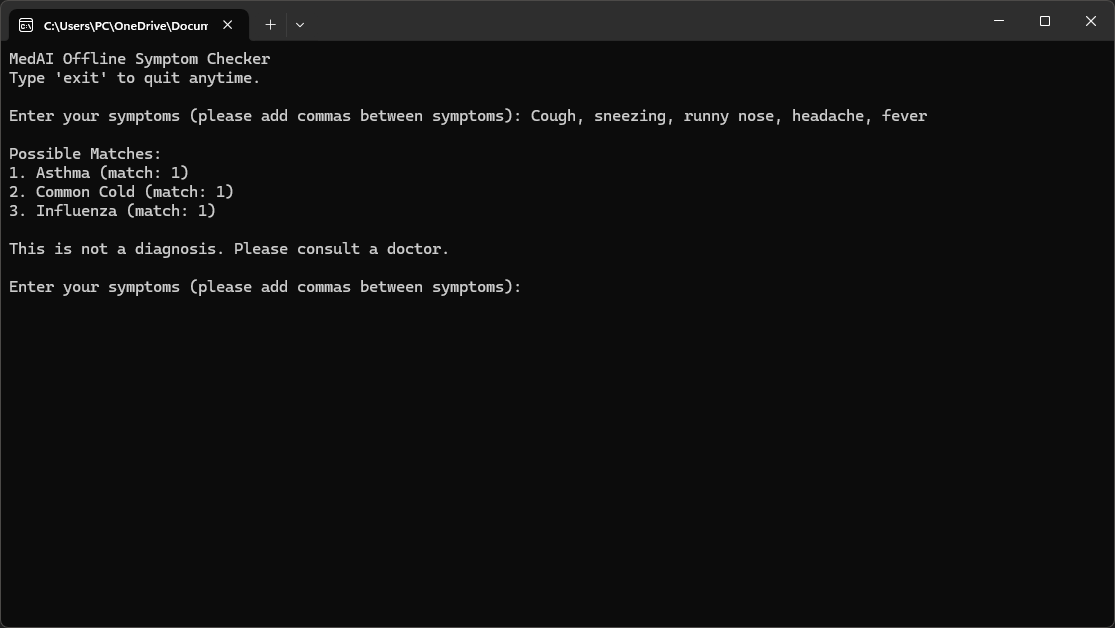 C:\Users\PC\OneDrive\Docum
MedAI Offline Symptom Checker
Type 'exit' to quit anytime.
Enter your symptoms (please add commas between symptoms): Cough, sneezing, runny nose, headache, fever
Possible Matches:
1. Asthma (match: 1)
2. Common Cold (match: 1)
3. Influenza (match: 1)
This is not a diagnosis. Please consult a doctor.
Enter your symptoms (please add commas between symptoms):